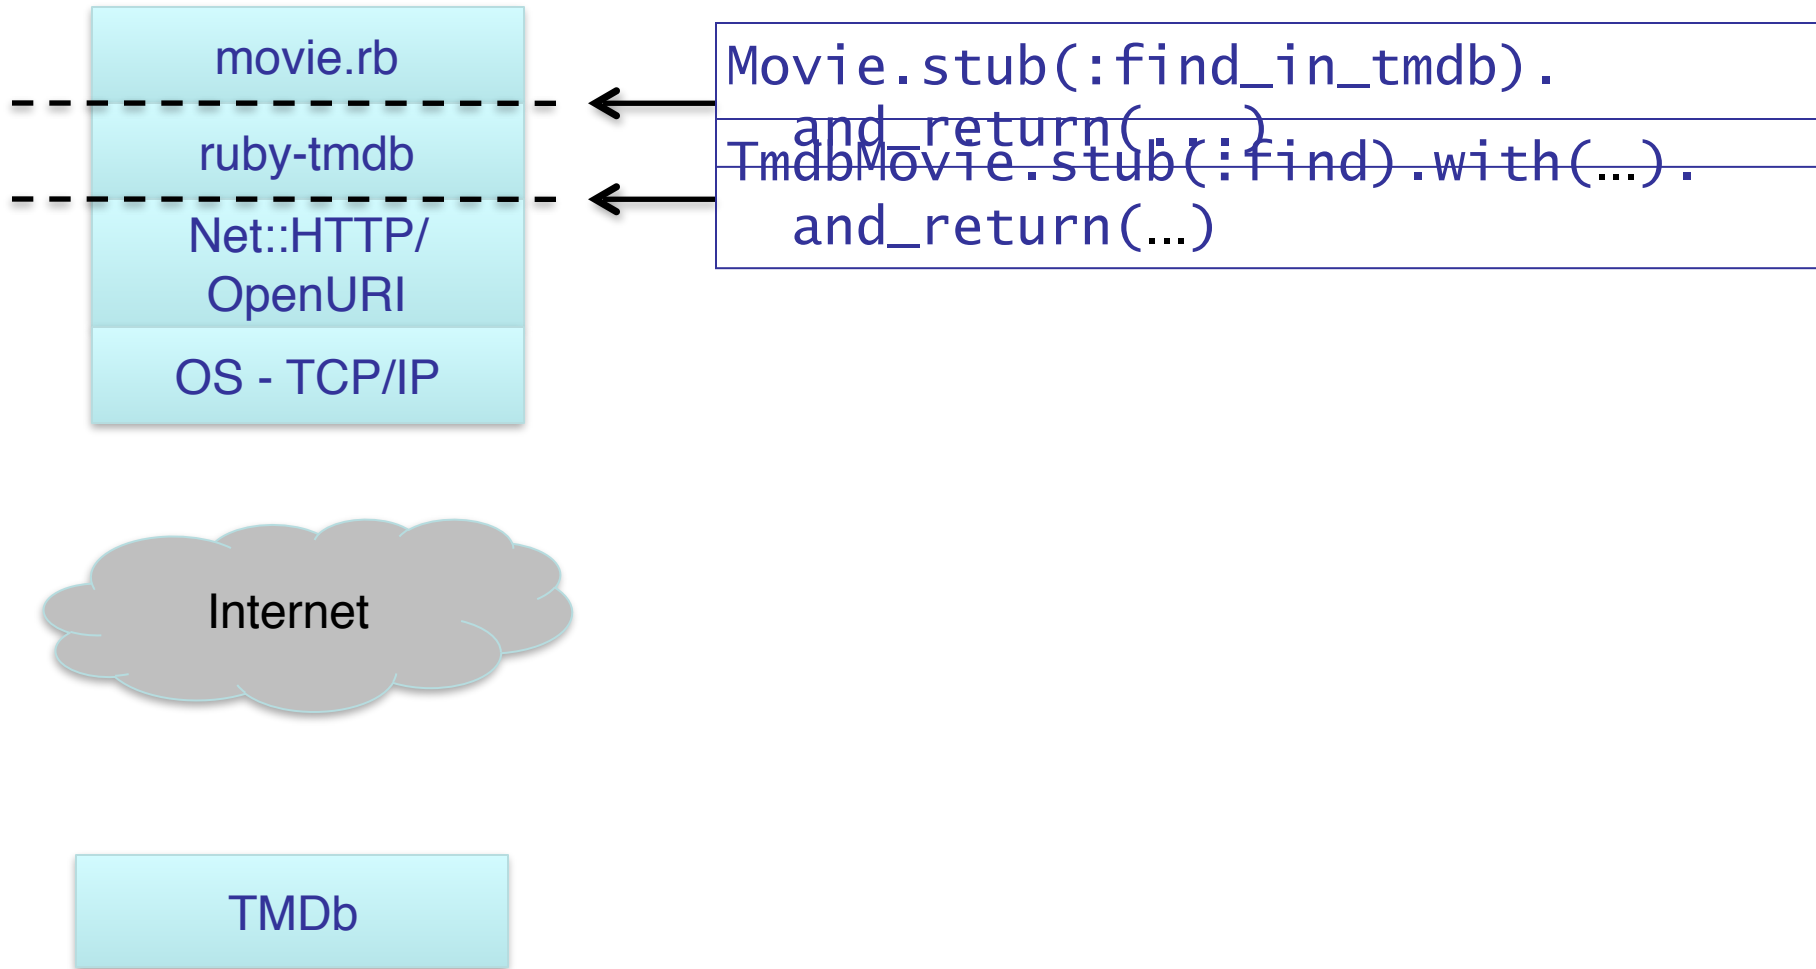 movie.rb
ruby-tmdb
Net::HTTP/
OpenURI
OS - TCP/IP
Movie.stub(:find_in_tmdb).
and_return(...)
TmdbMovie.stub(:find).with(…).
and_return(…)
Internet
TMDb